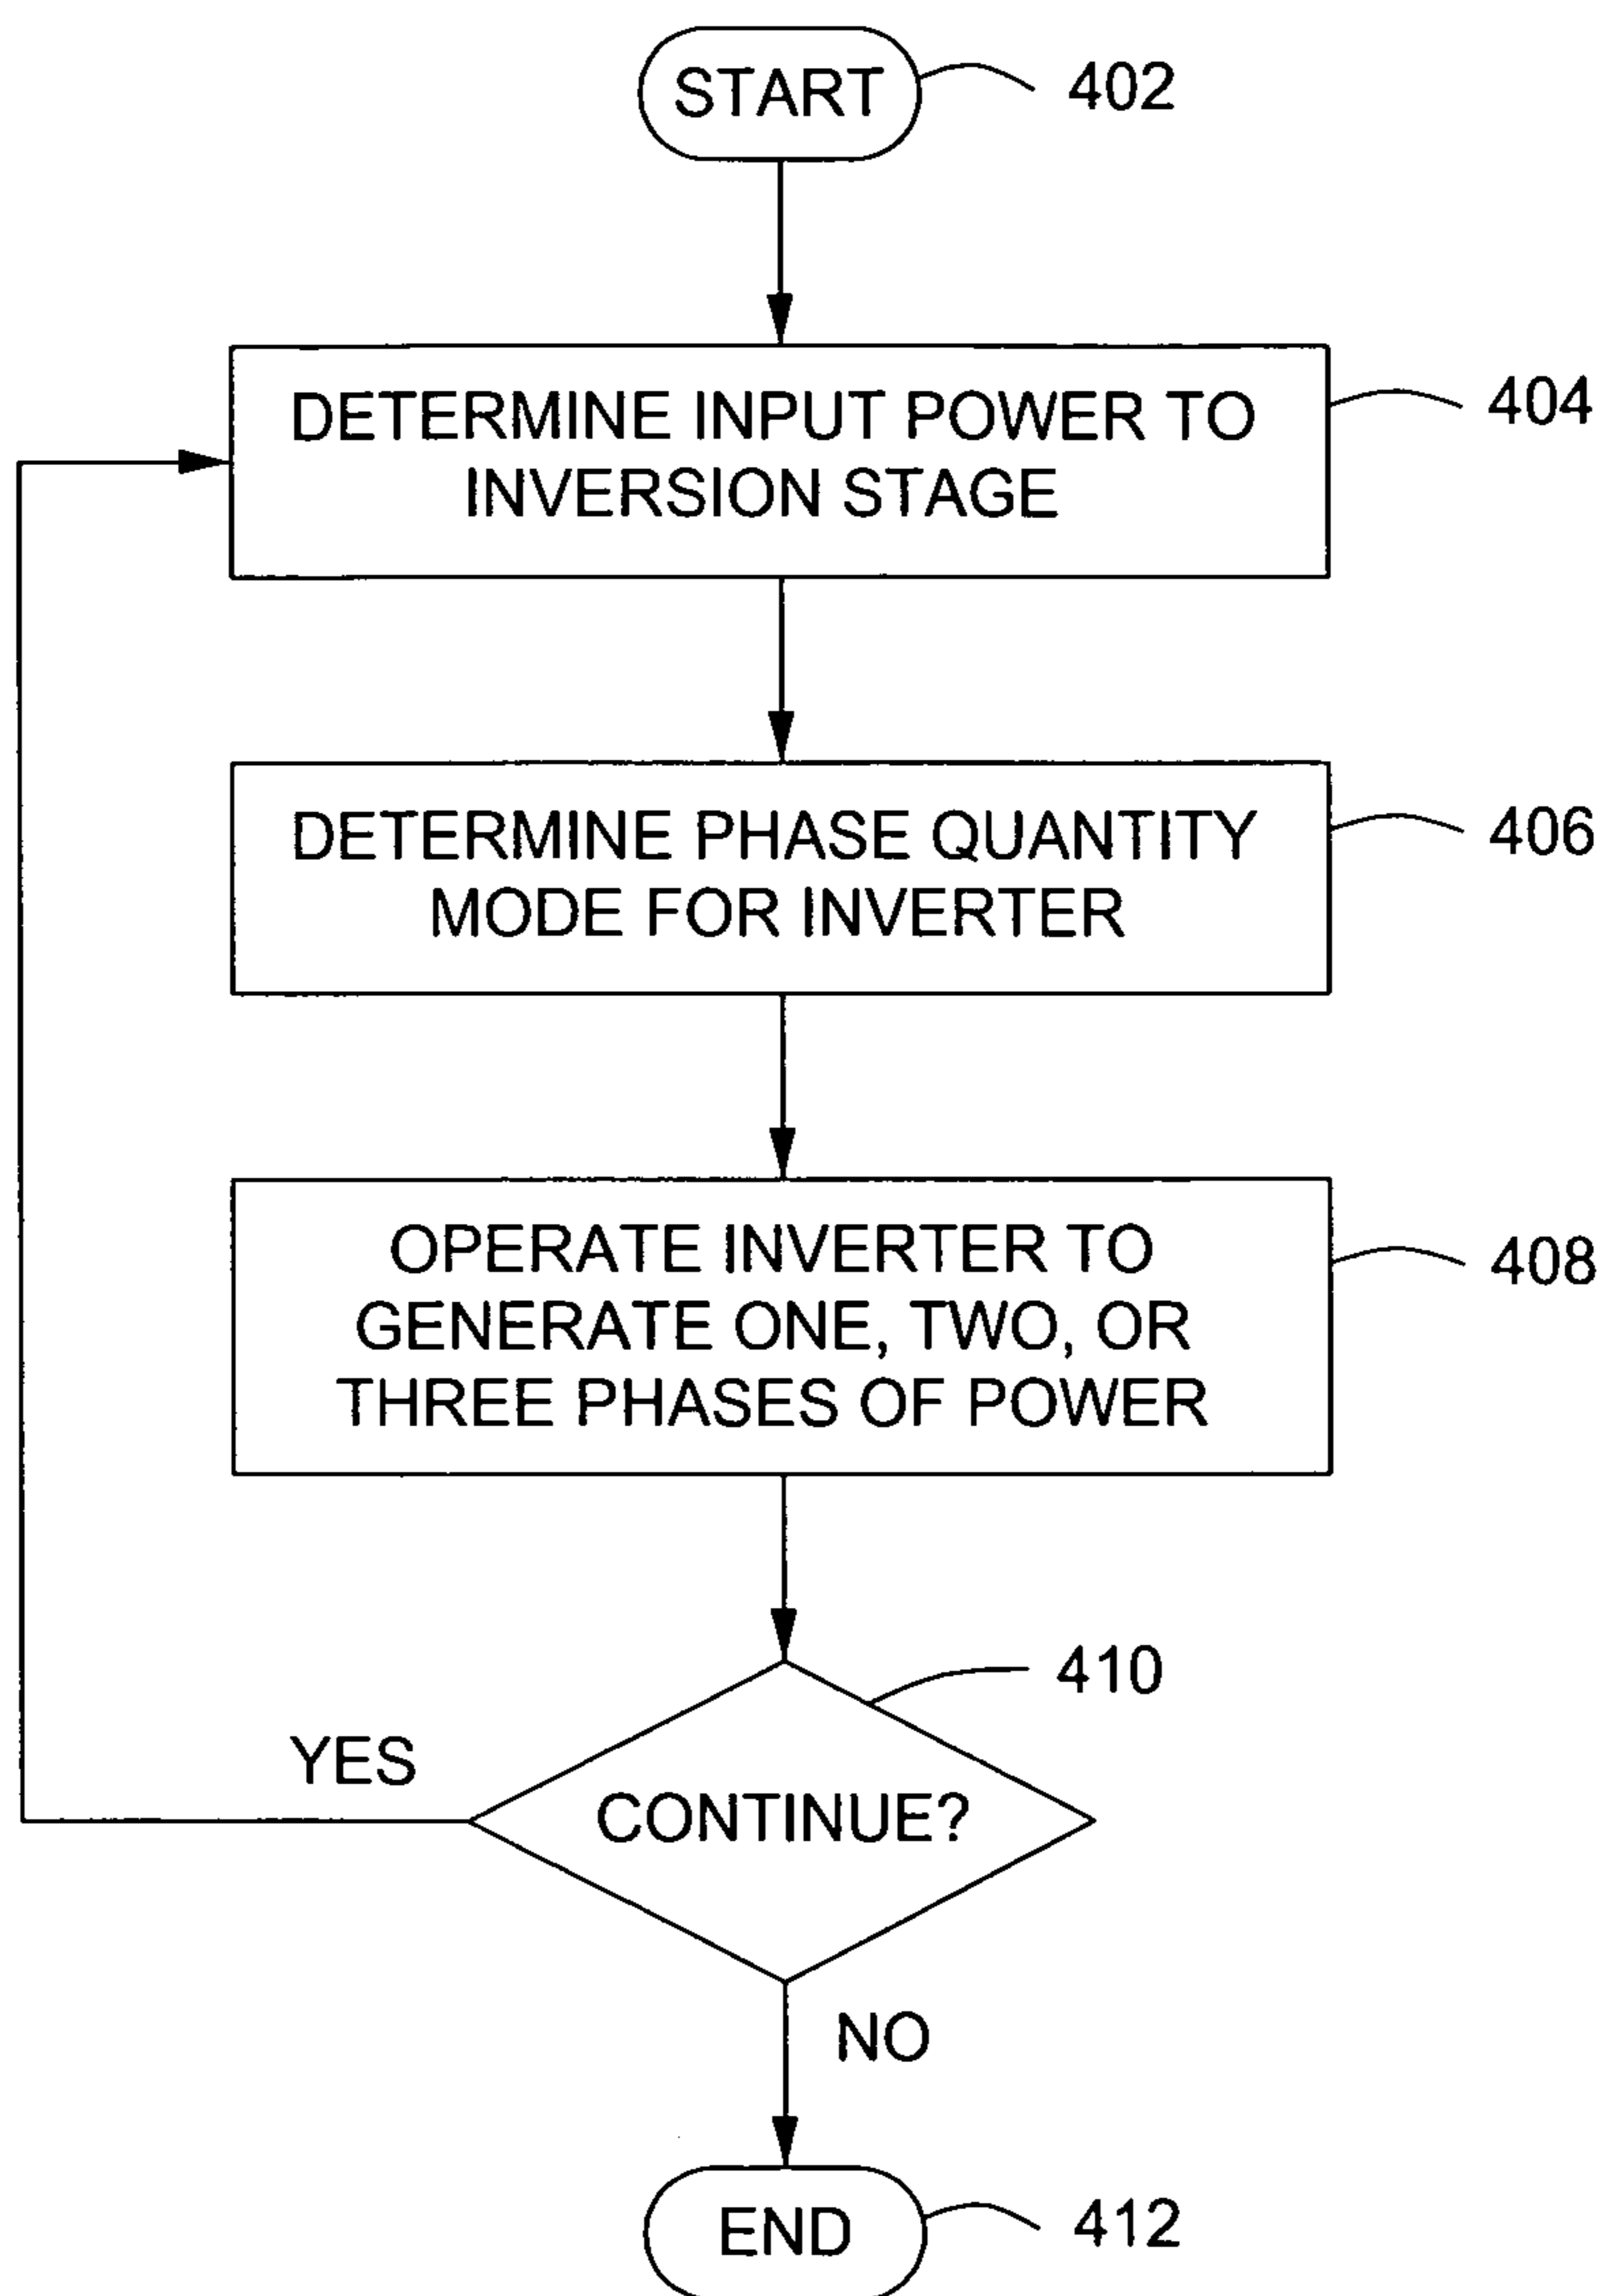 START
402
DETERMINE INPUT POWER TO
INVERSION STAGE
404
DETERMINE PHASE QUANTITY
MODE FOR INVERTER
406
OPERATE INVERTER TO
GENERATE ONE, TWO, OR
THREE PHASES OF POWER
408
410
YES
CONTINUE?
NO
END
412